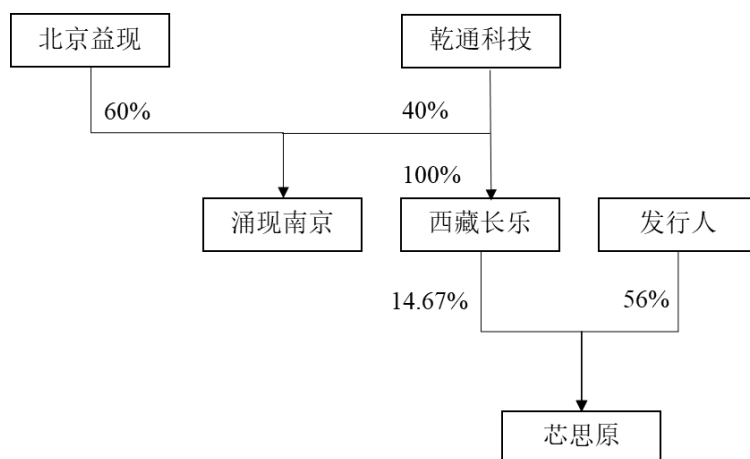 北京益现
乾通科技
60%
40%
100%
涌现南京
西藏长乐
发行人
14.67%
56%
芯思原